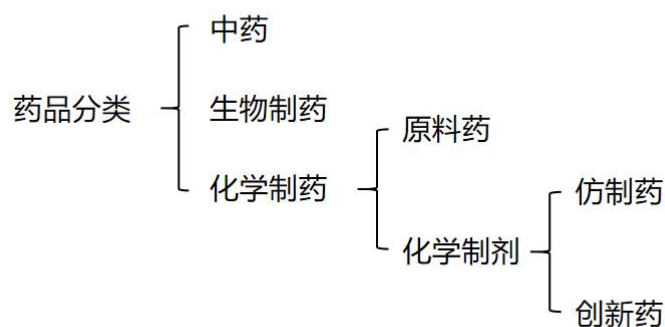 中药
药品分类
生物制药
原料药
化学制药
仿制药
化学制剂
创新药